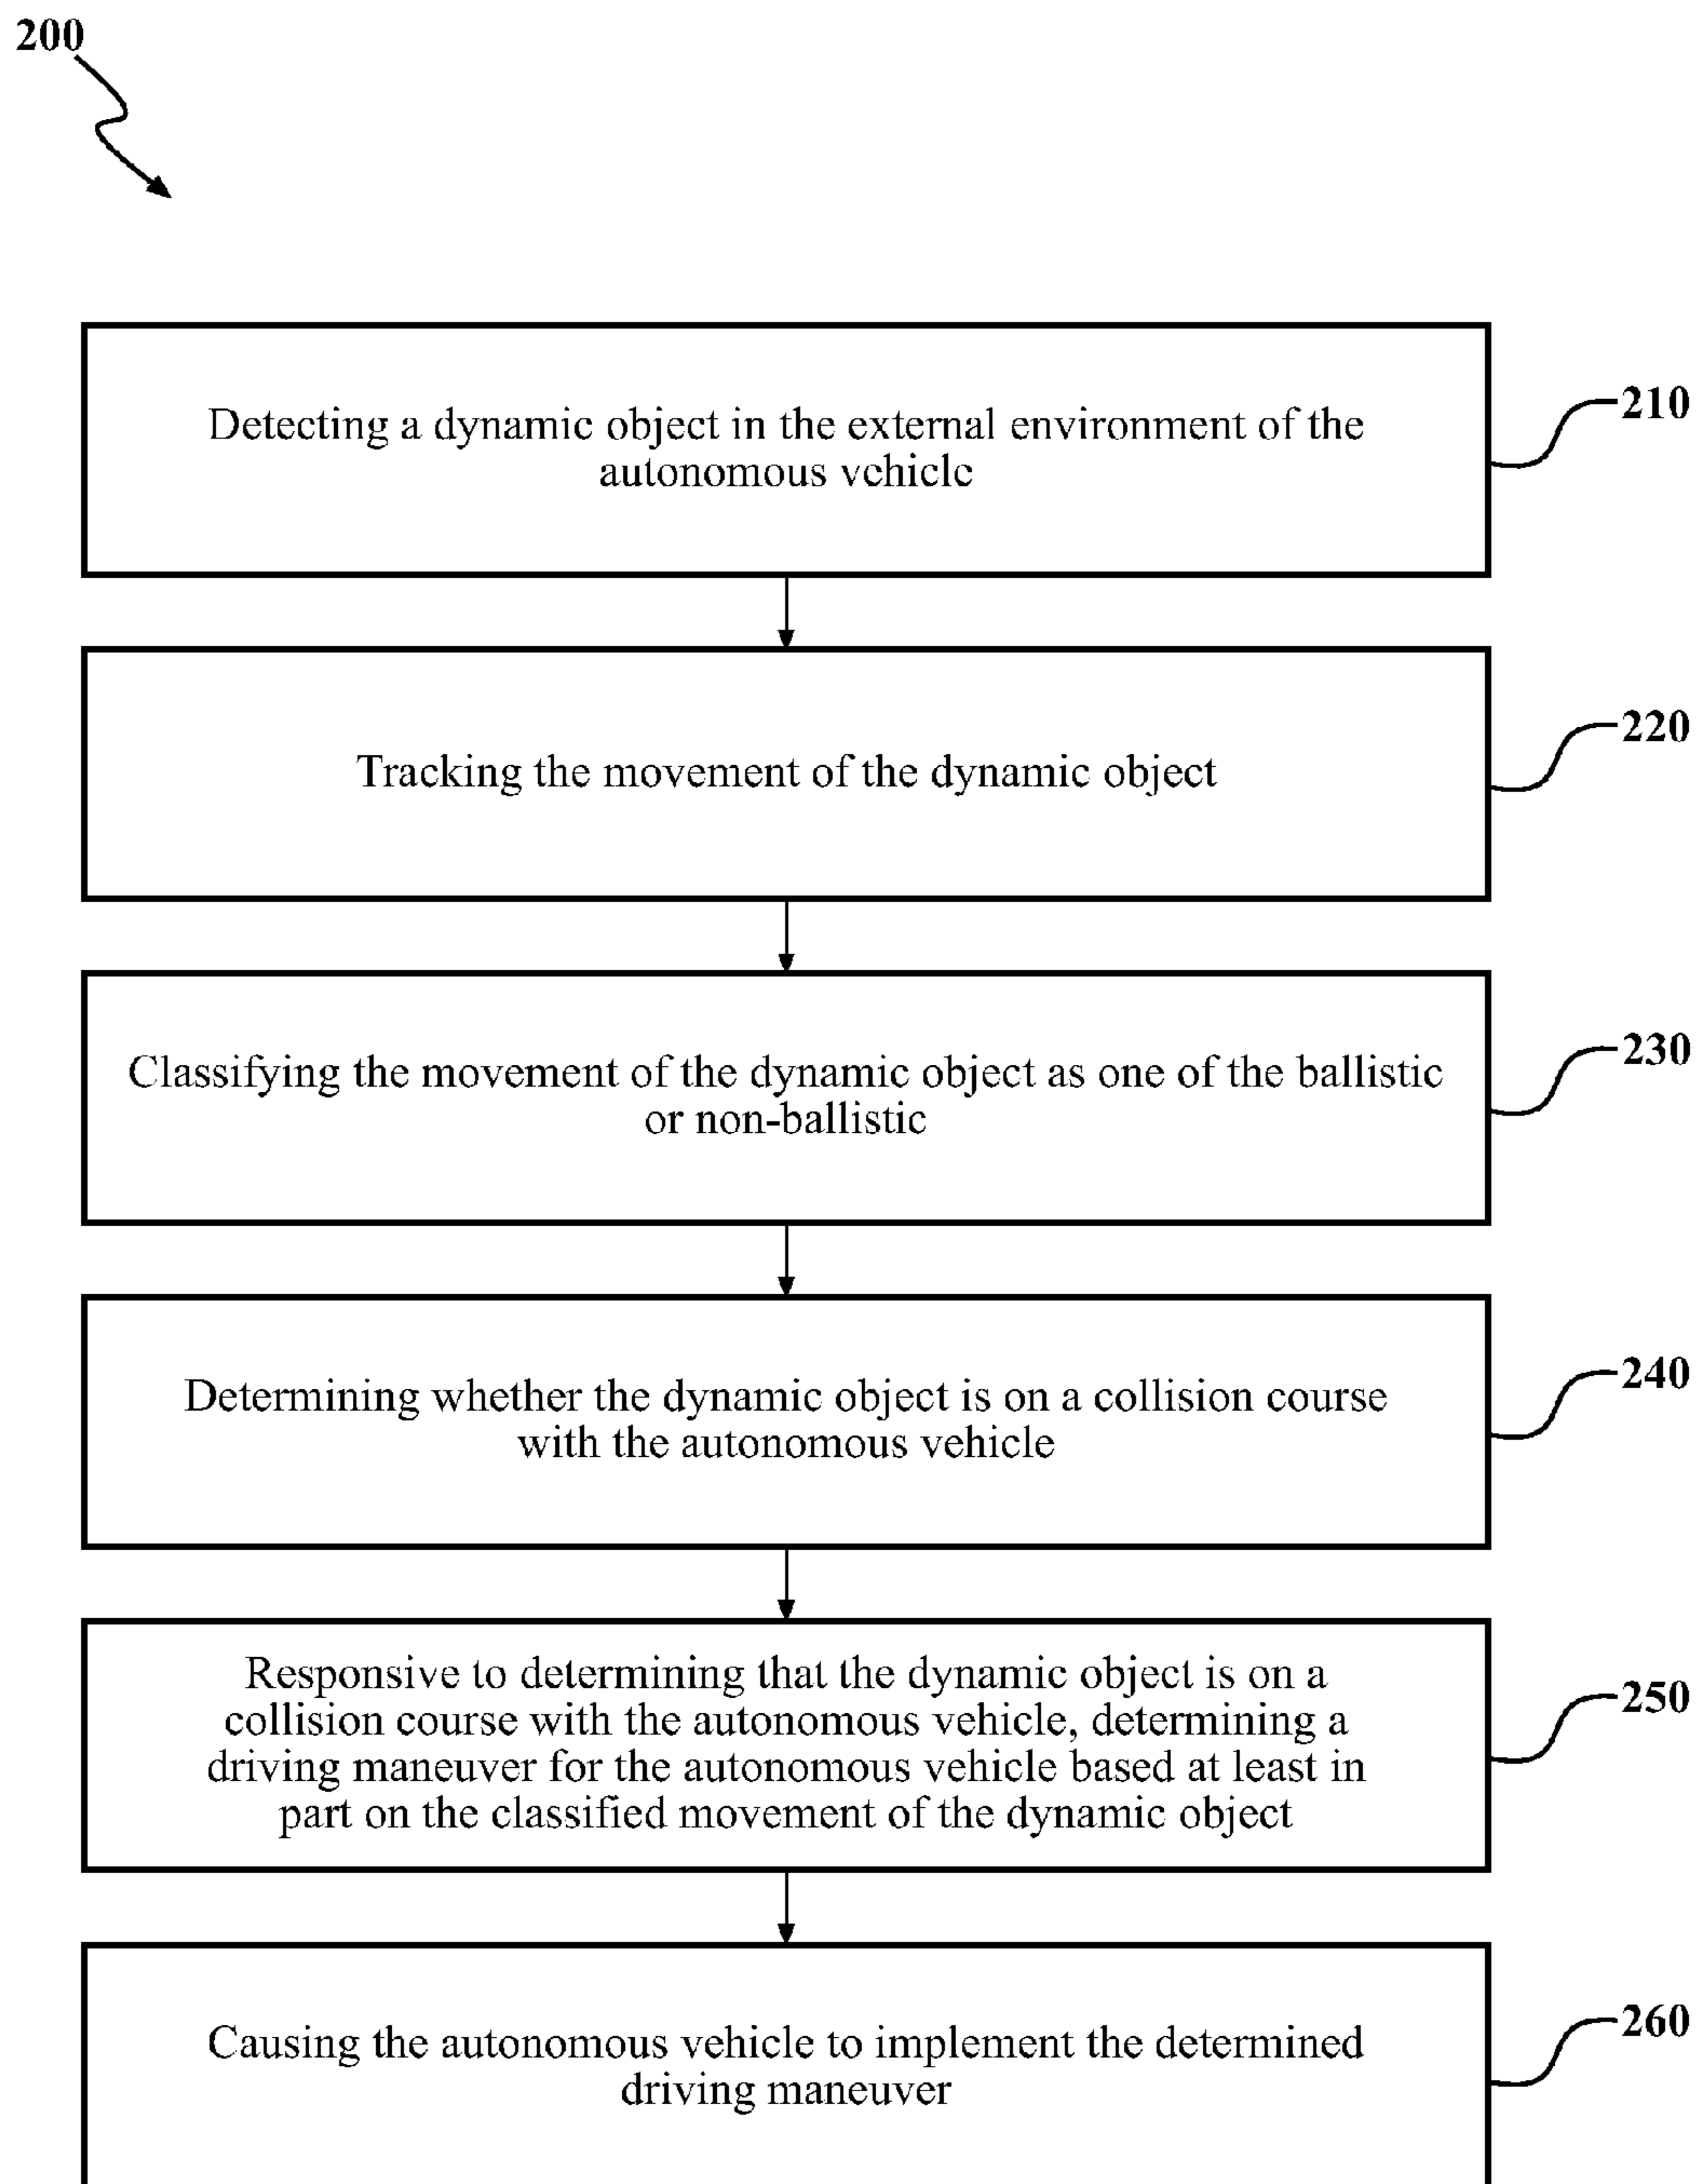 200
Detecting a dynamic object in the external environment of the
autonomous vehicle
210
Tracking the movement of the dynamic object
220
Classifying the movement of the dynamic object as one of the ballistic
or non-ballistic
230
Determining whether the dynamic object is on a collision course
with the autonomous vehicle
240
Responsive to determining that the dynamic object is on a
collision course with the autonomous vehicle, determining a
driving maneuver for the autonomous vehicle based at least in
part on the classified movement of the dynamic object
250
Causing the autonomous vehicle to implement the determined
driving maneuver
260